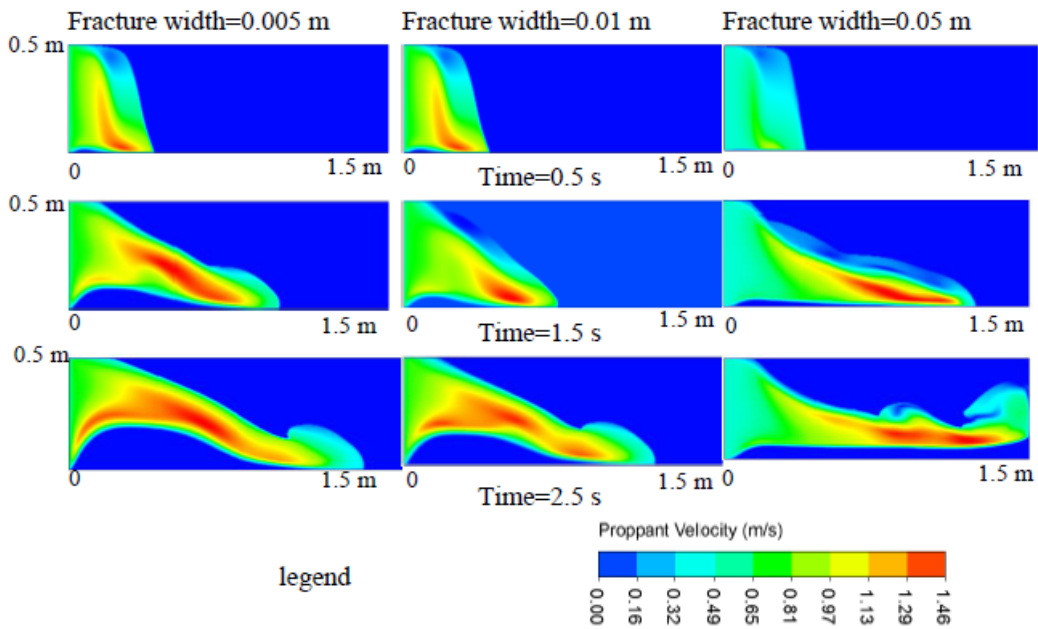 Fracture width=0.005 m Fracture width=0.01 m Fracture width=0.05 m
0.5 m
0 1.5 m 0 1.5 m 0 1.5 m
Time=0.5 s
0.5 m
0 1.5 m 0 1.5 m 0 1.5 m
Time=1.5 s
0.5 m
0 1.5 m 0 1.5 m 0 1.5 m
Time=2.5 s
Proppant Velocity (m/s)
legend
0.00 0.16 0.32 0.49 0.65 0.81 0.97 1.13 1.29 1.46